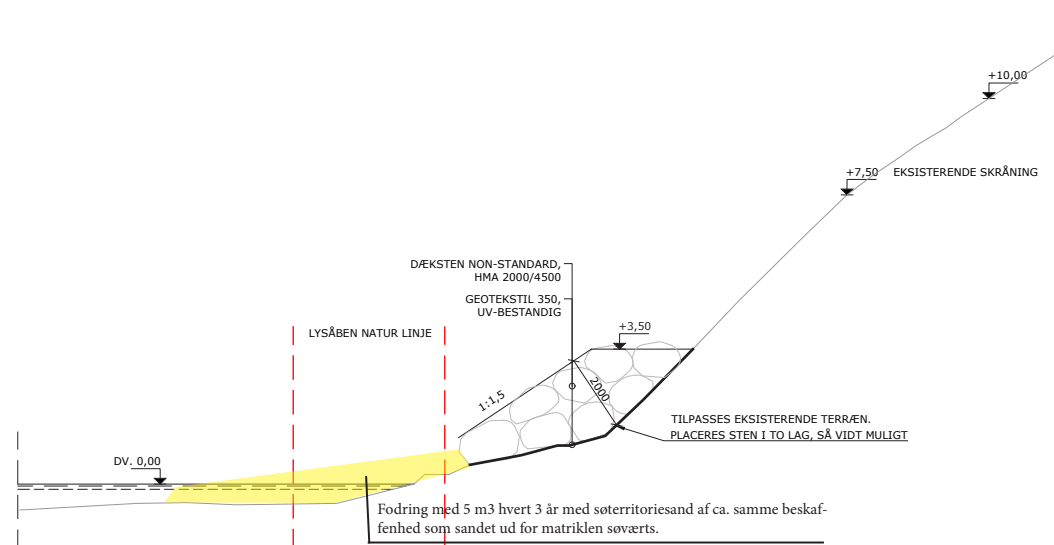 +10,00
+7,50
EKSISTERENDE SKRÅNING
DÆKSTEN NON-STANDARD,
HMA 2000/4500
GEOTEKSTIL 350,
UV-BESTANDIG
LYSÅBEN NATUR LINJE
+3,50
1:1,5
2000
TILPASSES EKSISTERENDE TERRÆN.
PLACERES STEN I TO LAG, SÅ VIDT MULIGT
DV. 0,00
Fodring med 5 m3 hvert 3 år med søterritoriesand af ca. samme beskaf-
fenhed som sandet ud for matriklen søværts.